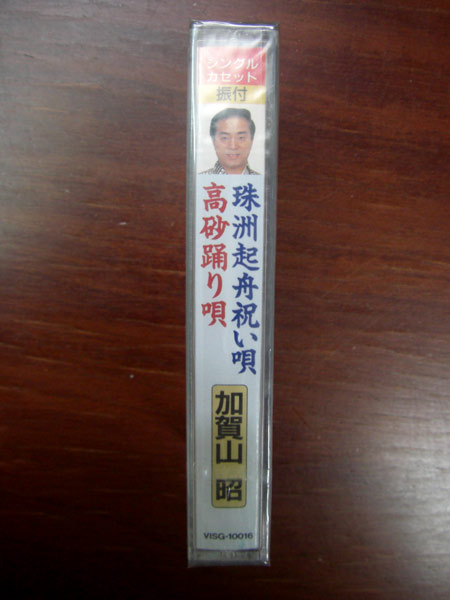 シングル
カセット
振付
珠洲起舟祝い唄
高砂踊り唄
加賀山 昭
VISG-10016